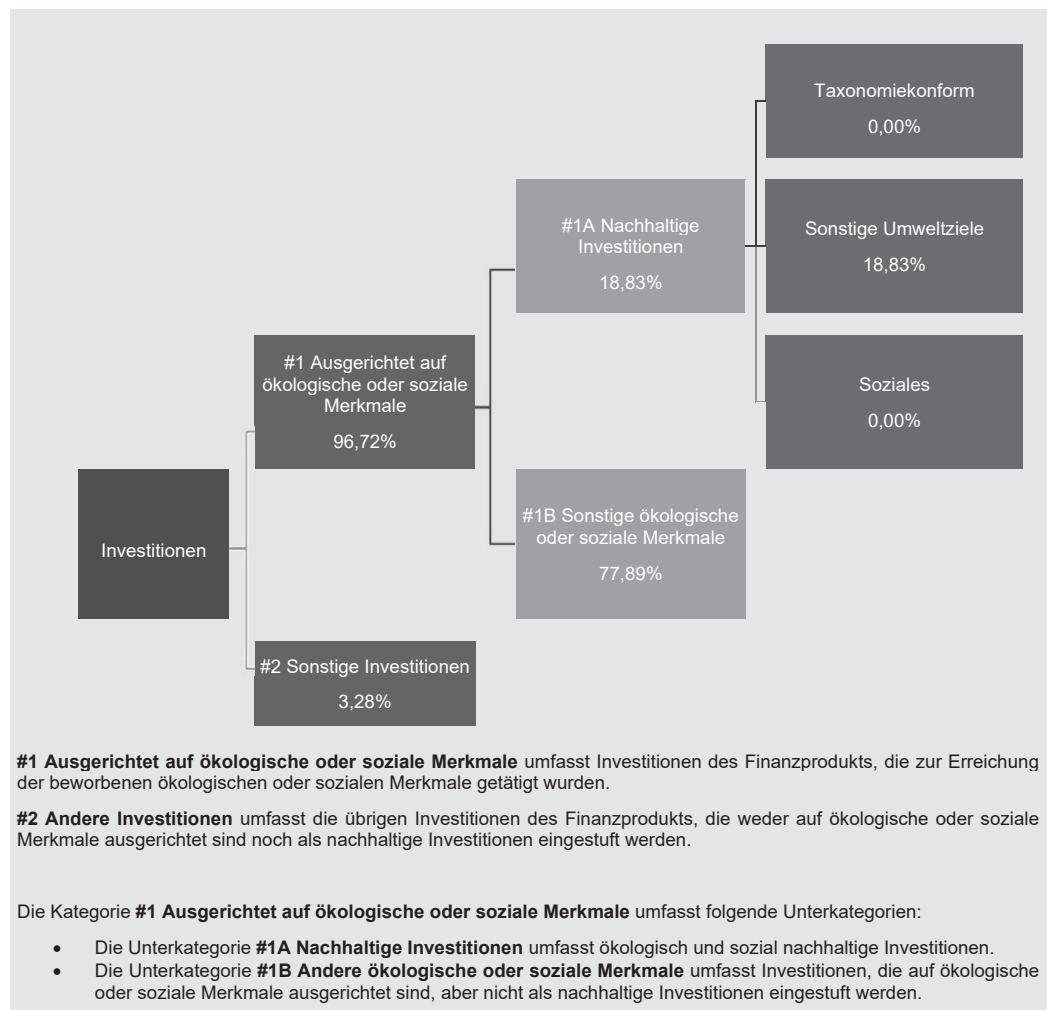 Taxonomiekonform
0,00%
#1A Nachhaltige
Investitionen
18,83%
Sonstige Umweltziele
18,83%
#1 Ausgerichtet auf
ökologische oder soziale
Merkmale
96,72%
Soziales
0,00%
Investitionen
#1B Sonstige ökologische
oder soziale Merkmale
77,89%
#2 Sonstige Investitionen
3,28%
#1 Ausgerichtet auf ökologische oder soziale Merkmale umfasst Investitionen des Finanzprodukts, die zur Erreichung
der beworbenen ökologischen oder sozialen Merkmale getätigt wurden.
#2 Andere Investitionen umfasst die übrigen Investitionen des Finanzprodukts, die weder auf ökologische oder soziale
Merkmale ausgerichtet sind noch als nachhaltige Investitionen eingestuft werden.
Die Kategorie #1 Ausgerichtet auf ökologische oder soziale Merkmale umfasst folgende Unterkategorien:
• Die Unterkategorie #1A Nachhaltige Investitionen umfasst ökologisch und sozial nachhaltige Investitionen.
• Die Unterkategorie #1B Andere ökologische oder soziale Merkmale umfasst Investitionen, die auf ökologische
oder soziale Merkmale ausgerichtet sind, aber nicht als nachhaltige Investitionen eingestuft werden.